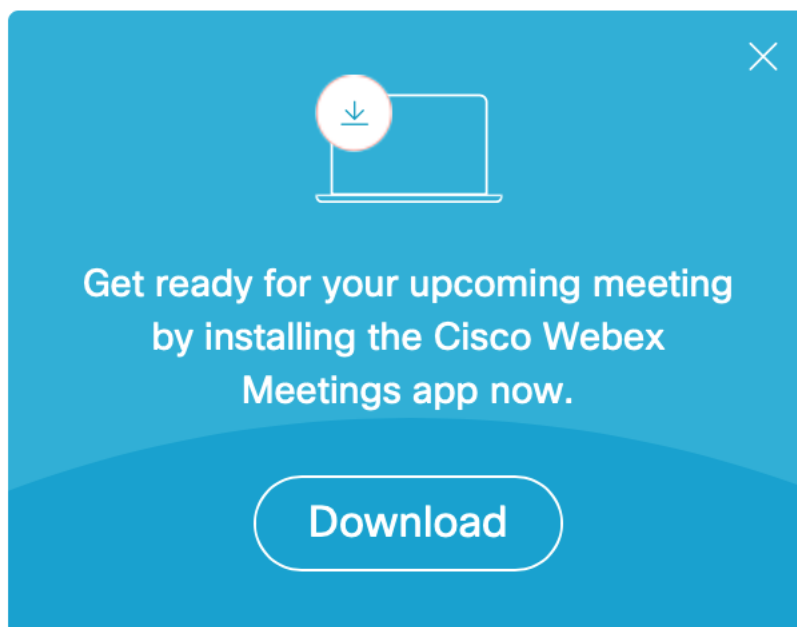 Get ready for your upcoming meeting
by installing the Cisco Webex
Meetings app now.
Download